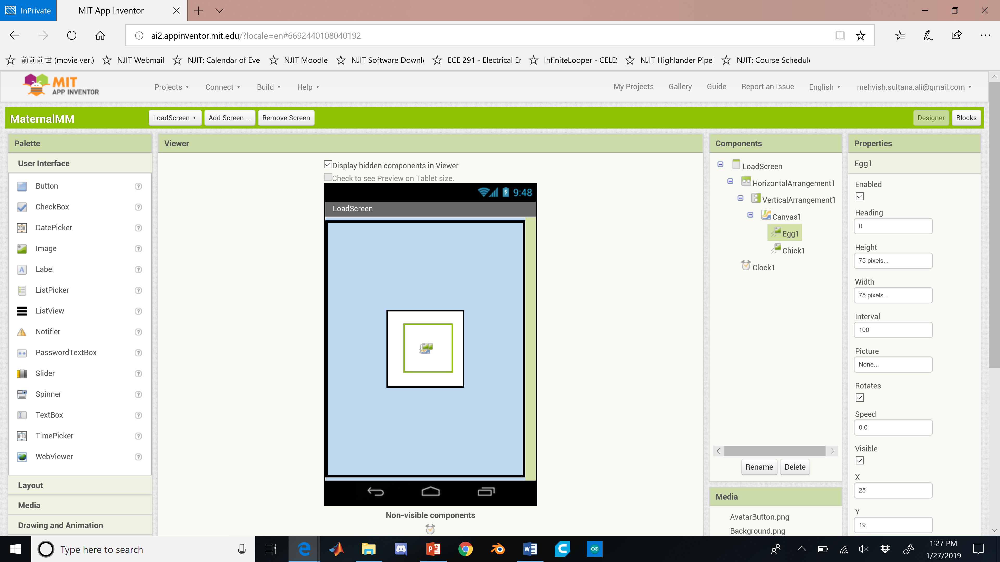 InPrivate
MIT App Inventor
ai2.appinventor.mit.edu/?locale=en#6692440108040192
前前前世 (movie ver.)
NJIT Webmail
NJIT: Calendar of Eve
NJIT Moodle
NJIT Software Downl
ECE 291 - Electrical E
InfiniteLooper - CELE
NJIT Highlander Pipe
NJIT: Course Schedul
MIT
APP INVENTOR
Projects
Connect
Build
Help
My Projects
Gallery
Guide
Report an Issue
English
mehvish.sultana.ali@gmail.com
MaternalMM
LoadScreen
Add Screen ...
Remove Screen
Designer
Blocks
Palette
User Interface
Button
CheckBox
DatePicker
Image
Label
ListPicker
ListView
Notifier
PasswordTextBox
Slider
Spinner
TextBox
TimePicker
WebViewer
Layout
Media
Drawing and Animation
Viewer
Display hidden components in Viewer
Check to see Preview on Tablet size.
9:48
LoadScreen
Non-visible components
Components
LoadScreen
HorizontalArrangement1
VerticalArrangement1
Canvas1
Egg1
Chick1
Clock1
Rename
Delete
Media
AvatarButton.png
Background.png
Properties
Egg1
Enabled
Heading
0
Height
75 pixels...
Width
75 pixels...
Interval
100
Picture
None...
Rotates
Speed
0.0
Visible
X
25
Y
19
Type here to search
1:27 PM
1/27/2019